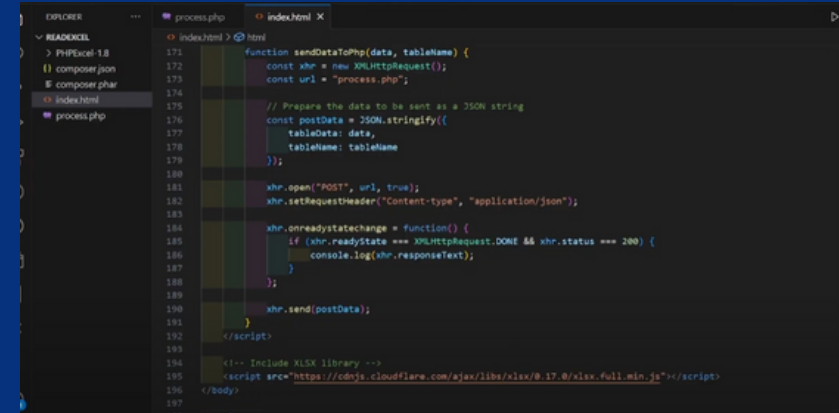 EXPLORER ...
READEXCEL
PHPExcel-1.8
{} composer.json
composer.phar
index.html
process.php
process.php index.html X
index.html > html
171 function sendDataToPhp(data, tableName) {
172 const xhr = new XMLHttpRequest();
173 const url = "process.php";
174
175 // Prepare the data to be sent as a JSON string
176 const postData = JSON.stringify({
177 tableData: data,
178 tableName: tableName
179 });
180
181 xhr.open("POST", url, true);
182 xhr.setRequestHeader("Content-type", "application/json");
183
184 xhr.onreadystatechange = function() {
185 if (xhr.readyState === XMLHttpRequest.DONE && xhr.status === 200) {
186 console.log(xhr.responseText);
187 }
188 };
189
190 xhr.send(postData);
191 }
192 </script>
193
194 <!-- Include XLSX library -->
195 <script src="https://cdnjs.cloudflare.com/ajax/libs/xlsx/0.17.0/xlsx.full.min.js"></script>
196 </body>
197